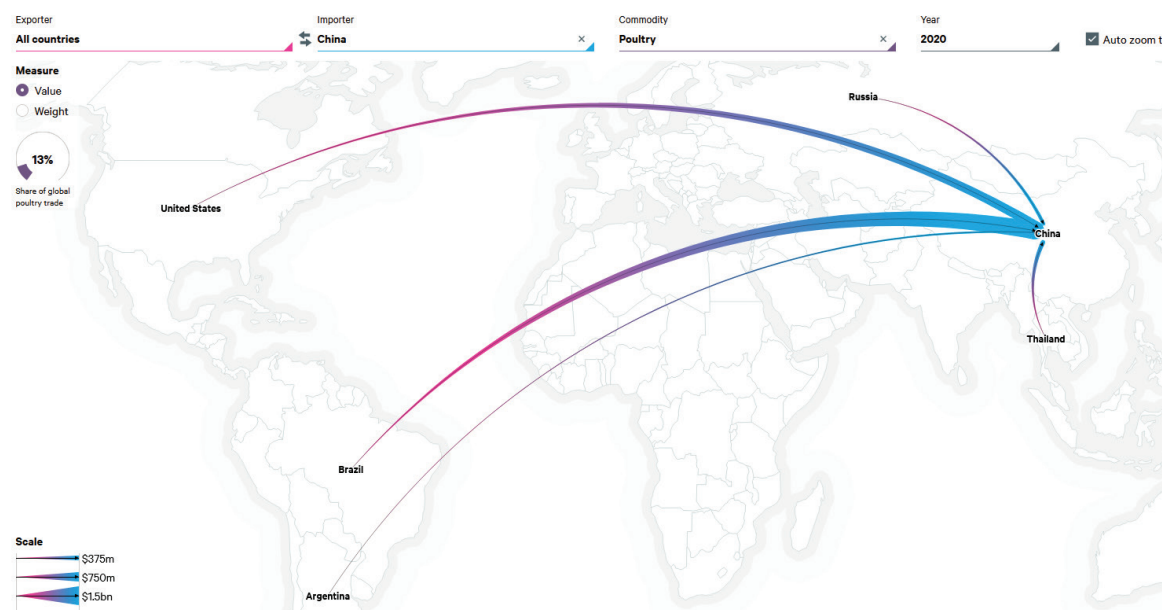 Exporter
All countries
Importer
China ×
Commodity
Poultry ×
Year
2020
Auto zoom t
Measure
Value
Weight
13%
Share of global
poultry trade
Russia
United States
China
Thailand
Brazil
Argentina
Scale
$375m
$750m
$1.5bn